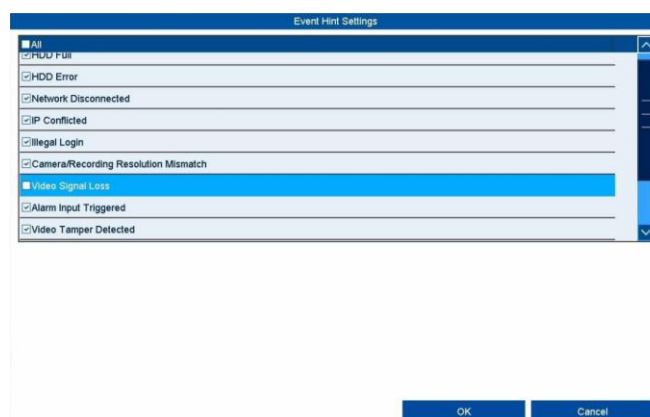 Event Hint Settings
All
HDD Full
HDD Error
Network Disconnected
IP Conflicted
Illegal Login
Camera/Recording Resolution Mismatch
Video Signal Loss
Alarm Input Triggered
Video Tamper Detected
OK
Cancel